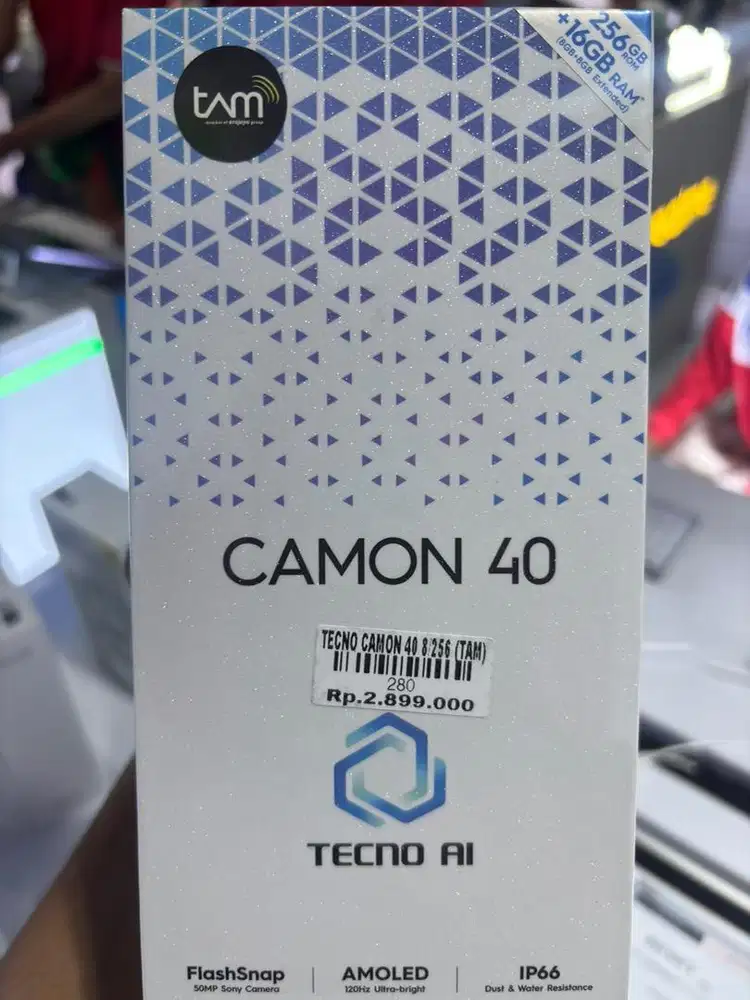 tam
256GB ROM
+16GB RAM*
(8GB+8GB Extended)
CAMON 40
TECNO CAMON 40 8/256 (TAM)
280
Rp.2.899.000
TECNO AI
FlashSnap
50MP Sony Camera
AMOLED
120Hz Ultra-bright
IP66
Dust & Water Resistance